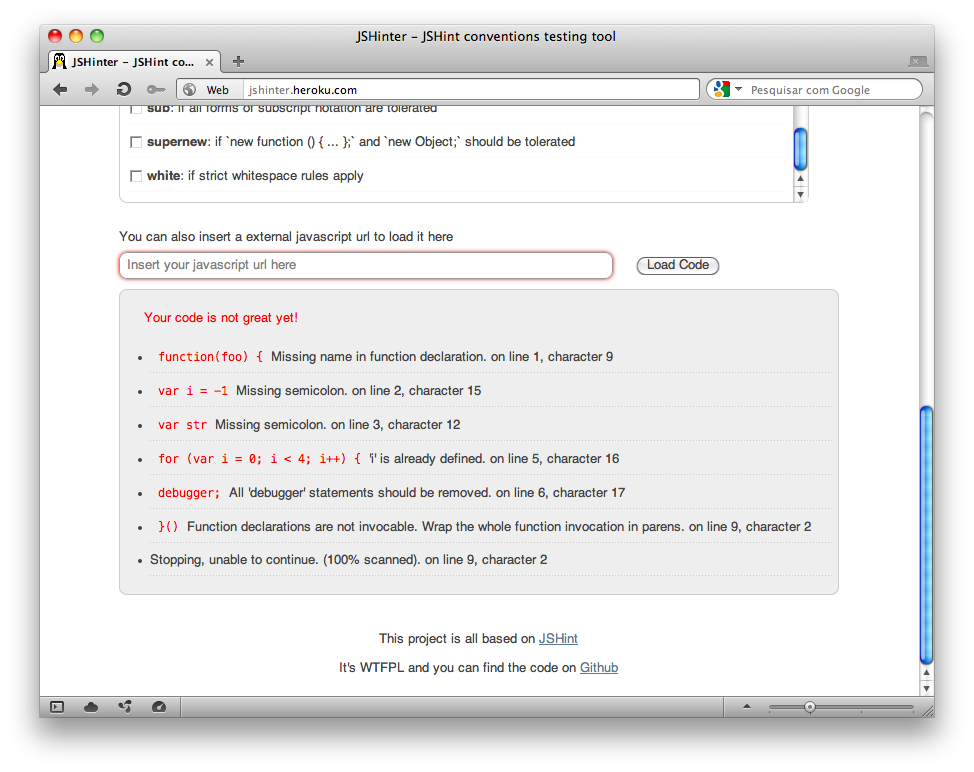 JSHinter – JSHint conventions testing tool
JSHinter – JSHint co...
Web jshinter.heroku.com Pesquisar com Google
sub: if all forms of subscript notation are tolerated
supernew: if `new function () { ... };` and `new Object;` should be tolerated
white: if strict whitespace rules apply
You can also insert a external javascript url to load it here
Insert your javascript url here Load Code
Your code is not great yet!
• function(foo) { Missing name in function declaration. on line 1, character 9
• var i = -1 Missing semicolon. on line 2, character 15
• var str Missing semicolon. on line 3, character 12
• for (var i = 0; i < 4; i++) { 'i' is already defined. on line 5, character 16
• debugger; All 'debugger' statements should be removed. on line 6, character 17
• }() Function declarations are not invocable. Wrap the whole function invocation in parens. on line 9, character 2
• Stopping, unable to continue. (100% scanned). on line 9, character 2
This project is all based on JSHint
It's WTFPL and you can find the code on Github